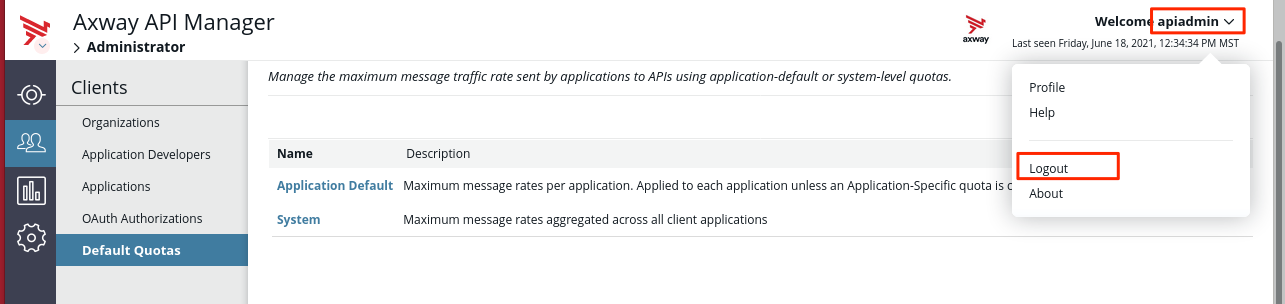 Axway API Manager
Administrator
axway
Welcome apiadmin
Last seen Friday, June 18, 2021, 12:34:34 PM MST
Profile
Help
Logout
About
Clients
Organizations
Application Developers
Applications
OAuth Authorizations
Default Quotas
Manage the maximum message traffic rate sent by applications to APIs using application-default or system-level quotas.
Name Description
Application Default Maximum message rates per application. Applied to each application unless an Application-Specific quota is
System Maximum message rates aggregated across all client applications